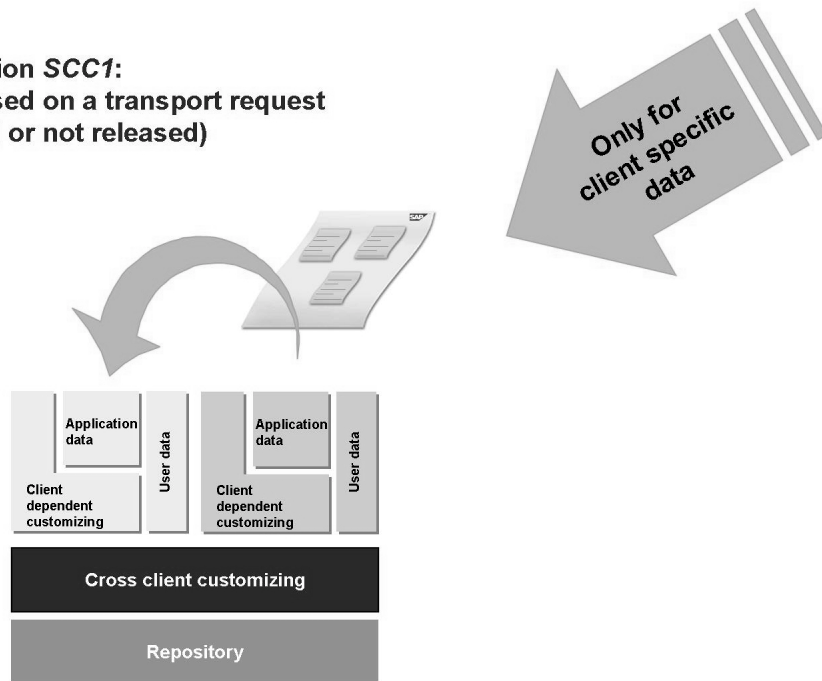 ion SCC1:
sed on a transport request
l or not released)
Only for
client specific
data
SAP
Application
data
User data
Client
dependent
customizing
Application
data
User data
Client
dependent
customizing
Cross client customizing
Repository